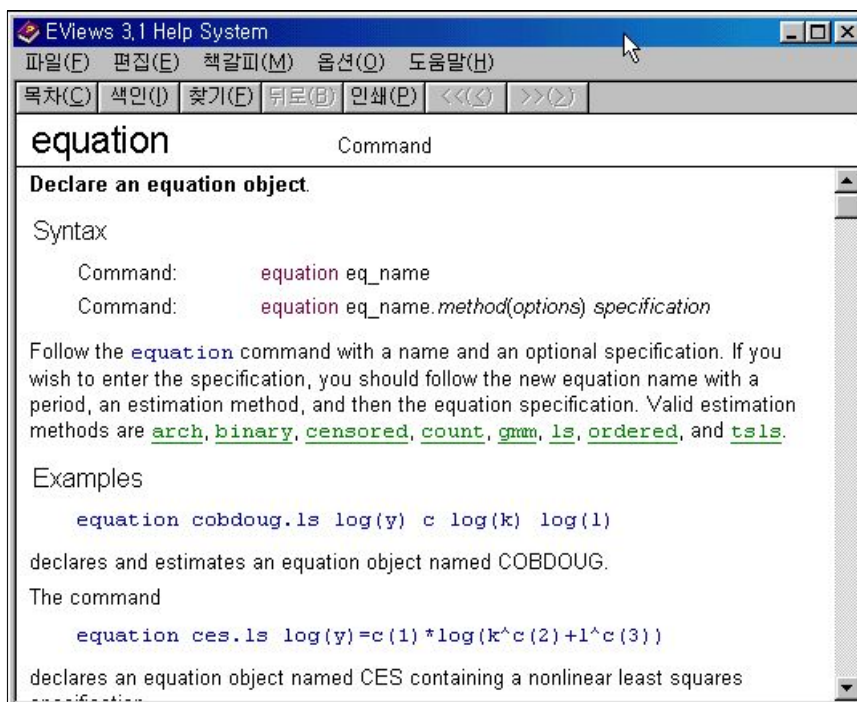 EViews 3.1 Help System
파일(F) 편집(E) 책갈피(M) 옵션(O) 도움말(H)
목차(C) 색인(I) 찾기(F) 뒤로(B) 인쇄(P) <<(<) >>(>)
equation Command
Declare an equation object.
Syntax
Command: equation eq_name
Command: equation eq_name.method(options) specification
Follow the equation command with a name and an optional specification. If you
wish to enter the specification, you should follow the new equation name with a
period, an estimation method, and then the equation specification. Valid estimation
methods are arch, binary, censored, count, gmm, ls, ordered, and tsls.
Examples
equation cobdoug.ls log(y) c log(k) log(l)
declares and estimates an equation object named COBDOUG.
The command
equation ces.ls log(y)=c(1)*log(k^c(2)+l^c(3))
declares an equation object named CES containing a nonlinear least squares